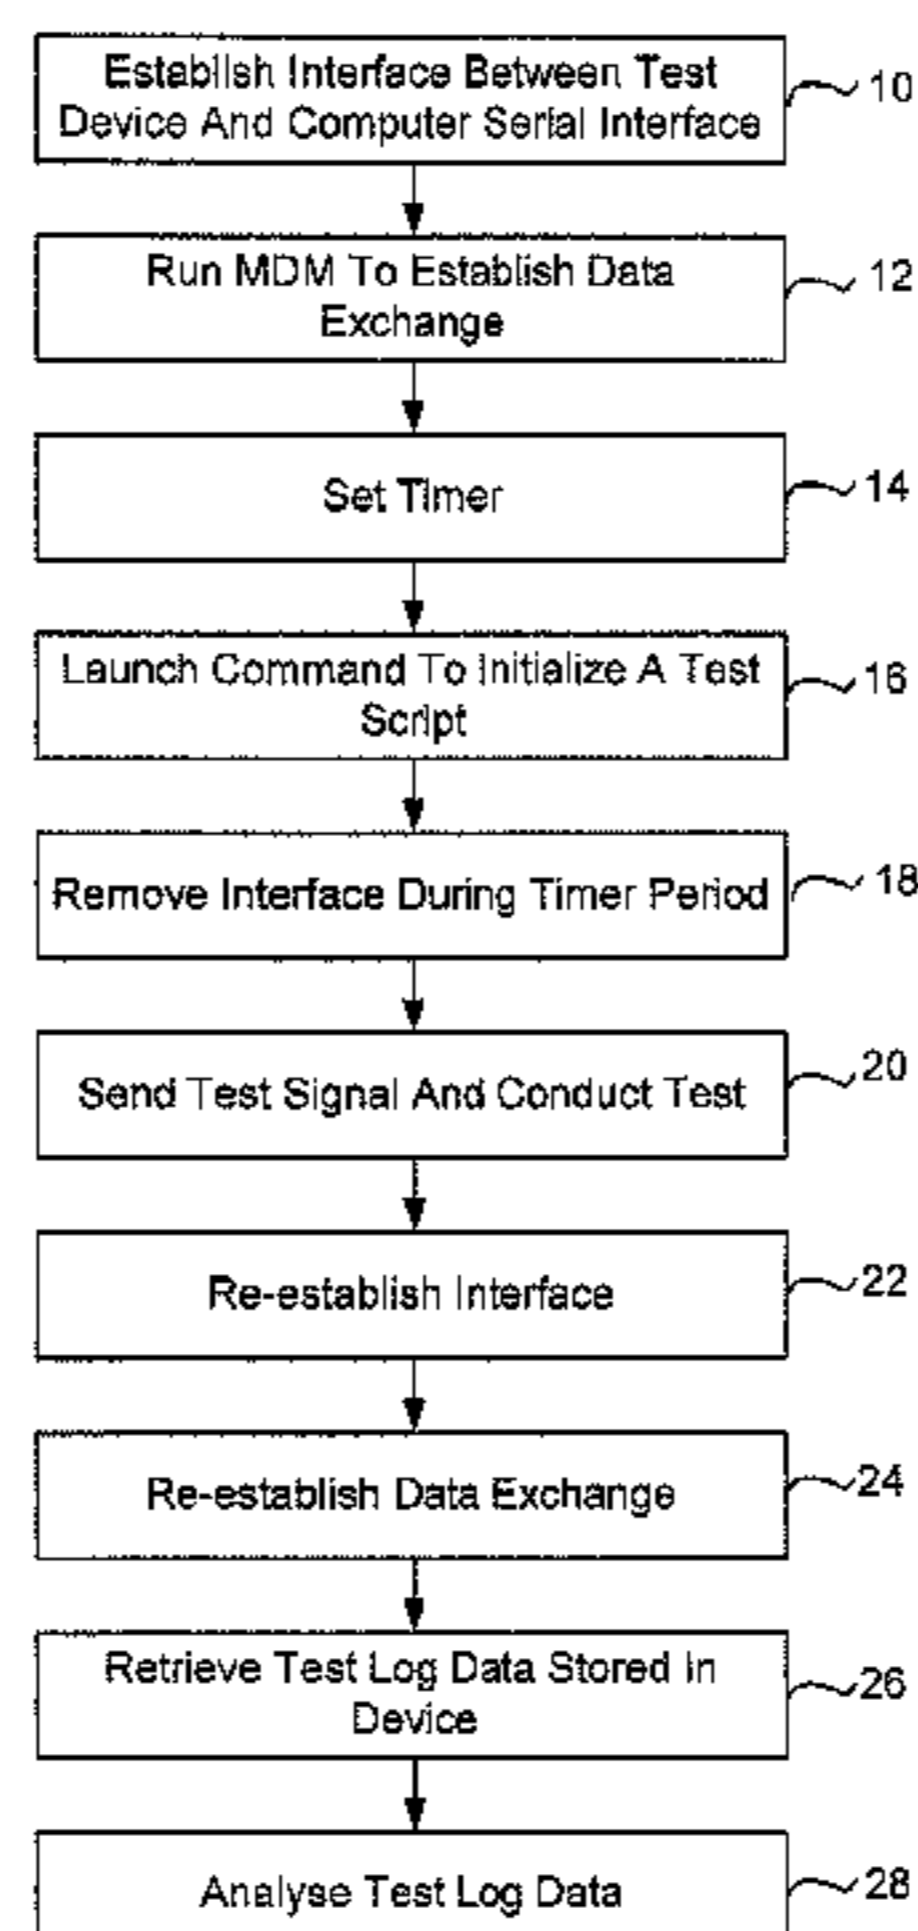 Establish Interface Between Test
Device And Computer Serial Interface
10
Run MDM To Establish Data
Exchange
12
Set Timer
14
Launch Command To Initialize A Test
Script
16
Remove Interface During Timer Period
18
Send Test Signal And Conduct Test
20
Re-establish Interface
22
Re-establish Data Exchange
24
Retrieve Test Log Data Stored In
Device
26
Analyse Test Log Data
28